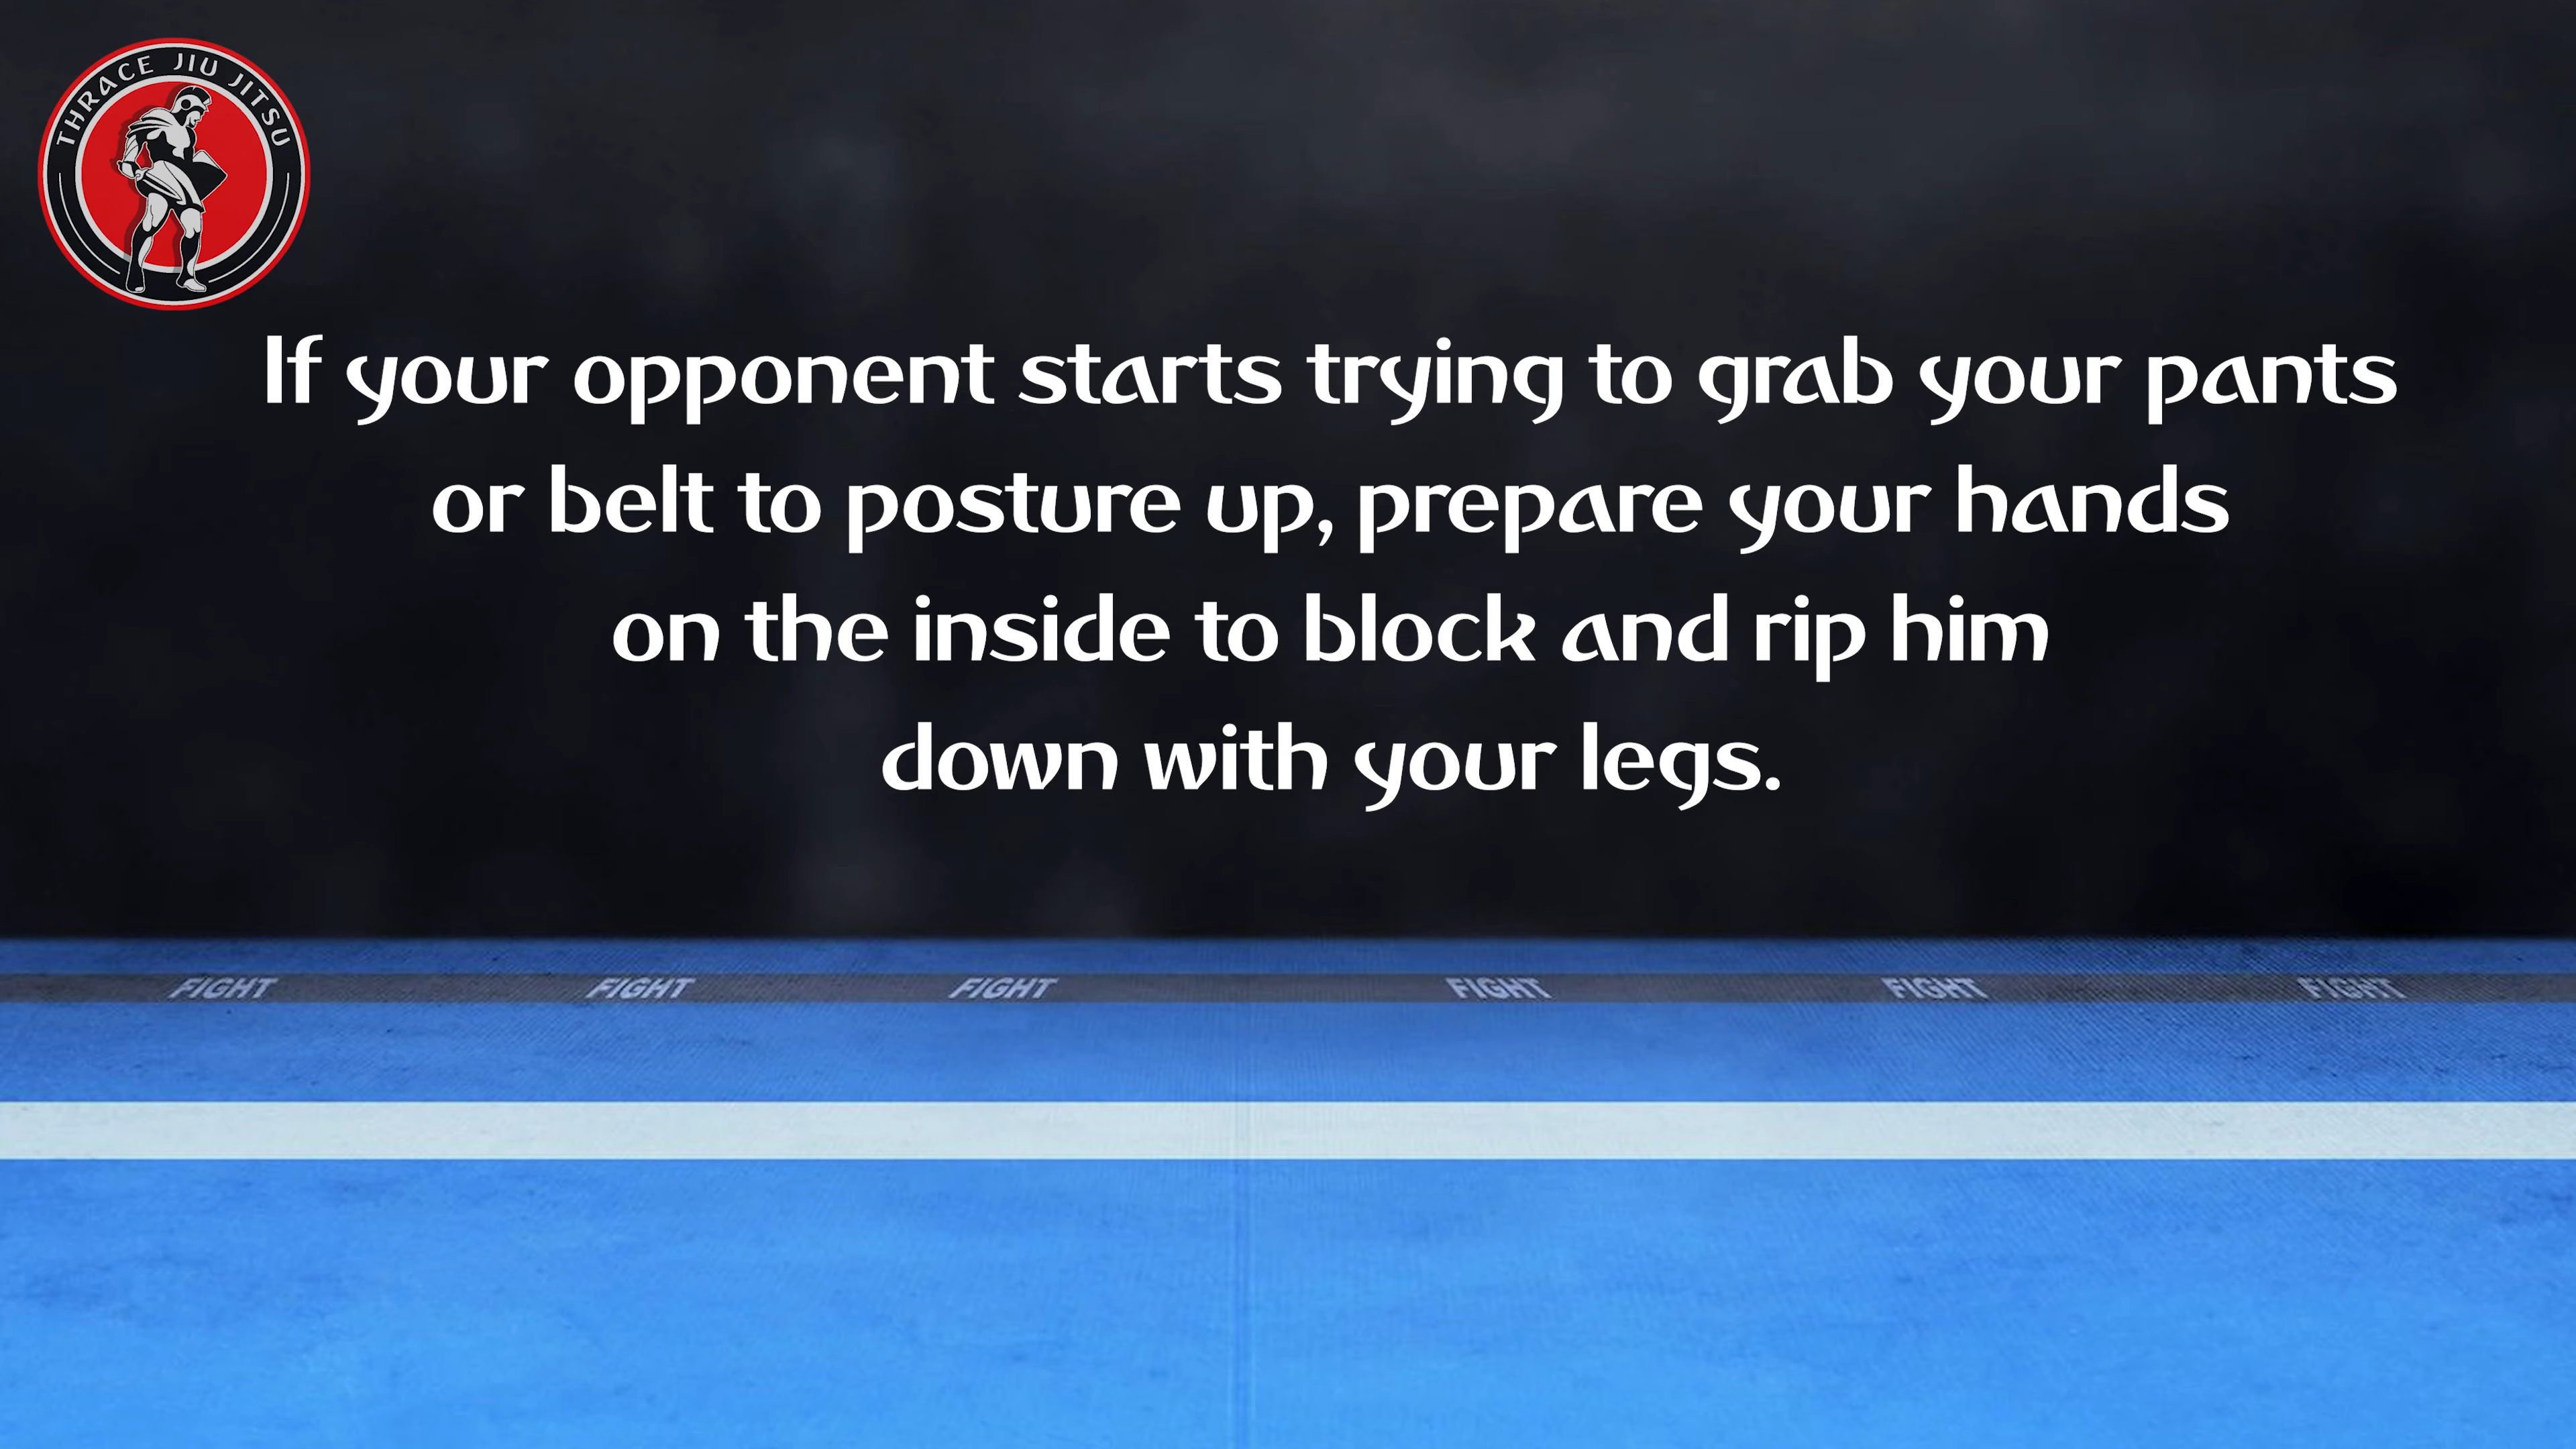 THRACE JIU JITSU
If your opponent starts trying to grab your pants
or belt to posture up, prepare your hands
on the inside to block and rip him
down with your legs.
FIGHT FIGHT FIGHT FIGHT FIGHT FIGHT